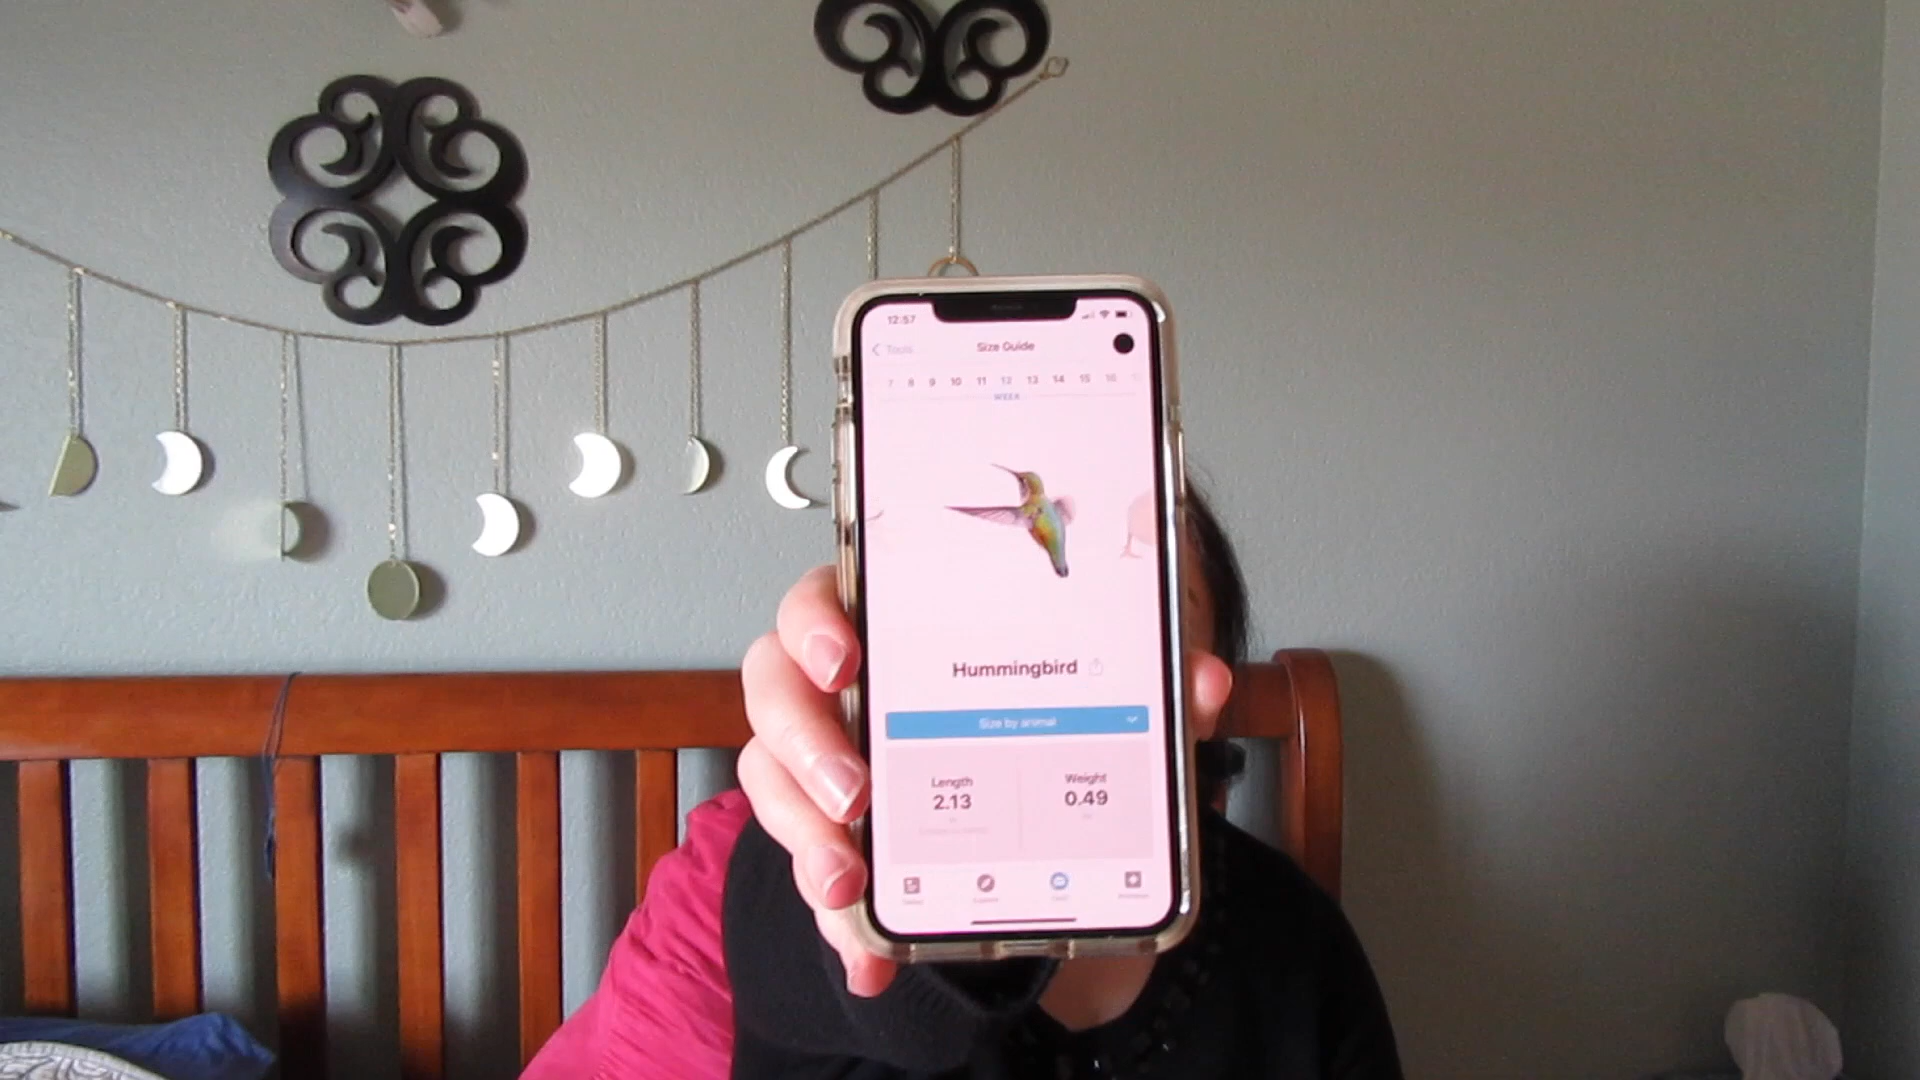 12:57
Tools
Size Guide
7 8 9 10 11 12 13 14 15 16
WEEK
Hummingbird
Size by animal
Length
2.13
Weight
0.49